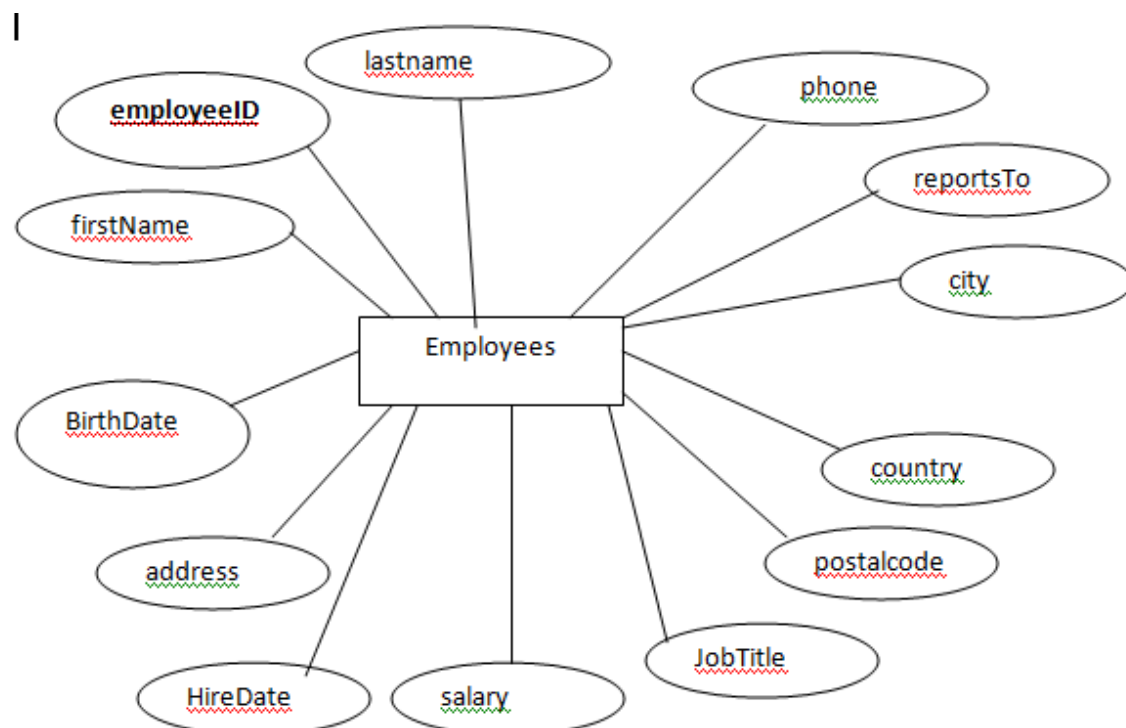 lastname
phone
employeeID
reportsTo
firstName
city
Employees
BirthDate
country
address
postalcode
JobTitle
HireDate
salary